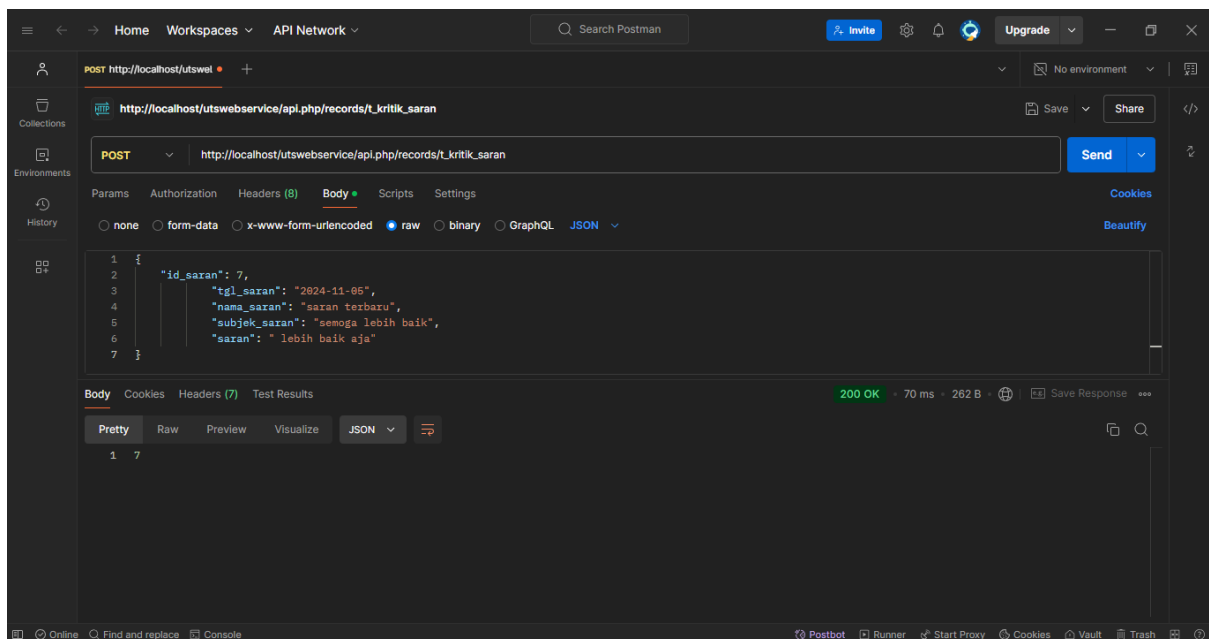 Home Workspaces API Network Search Postman Invite Upgrade
POST http://localhost/utswel No environment
HTTP http://localhost/utswebservice/api.php/records/t_kritik_saran Save Share
Collections
POST http://localhost/utswebservice/api.php/records/t_kritik_saran Send
Environments
Params Authorization Headers (8) Body Scripts Settings Cookies
History
none form-data x-www-form-urlencoded raw binary GraphQL JSON Beautify
1 {
2 "id_saran": 7,
3 "tgl_saran": "2024-11-05",
4 "nama_saran": "saran terbaru",
5 "subjek_saran": "semoga lebih baik",
6 "saran": " lebih baik aja"
7 }
Body Cookies Headers (7) Test Results 200 OK 70 ms 262 B Save Response
Pretty Raw Preview Visualize JSON
1 7
Online Find and replace Console Postbot Runner Start Proxy Cookies Vault Trash